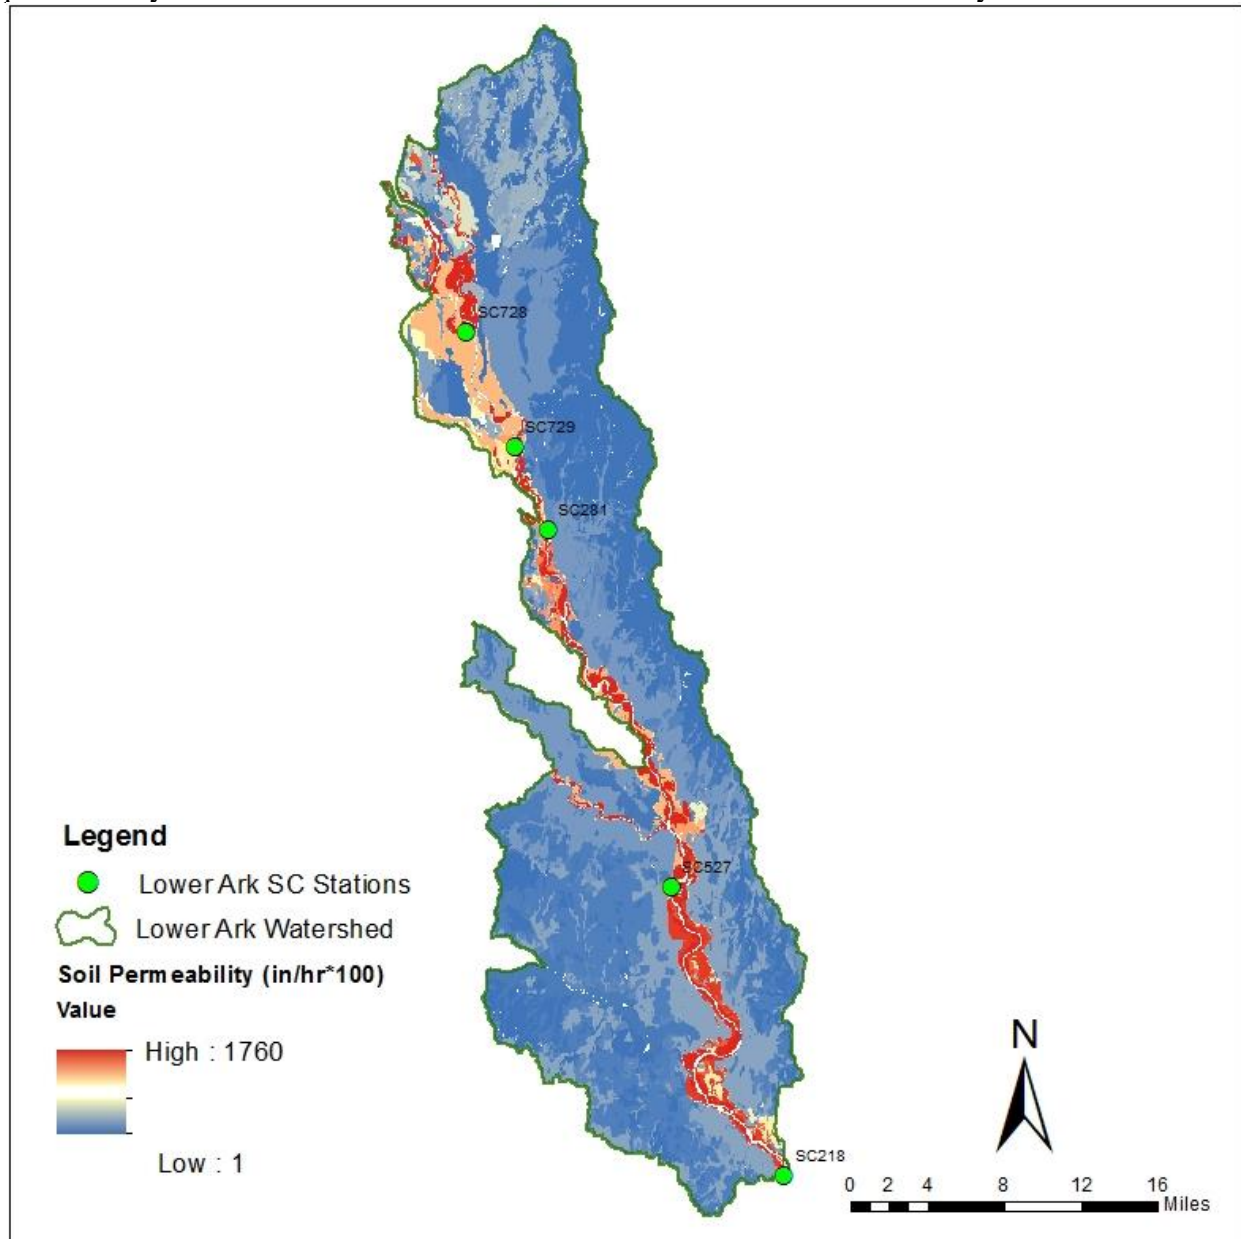 SC728
SC729
SC281
SC527
SC218
Legend
Lower Ark SC Stations
Lower Ark Watershed
Soil Permeability (in/hr*100)
Value
High : 1760
Low : 1
N
0 2 4 8 12 16
Miles